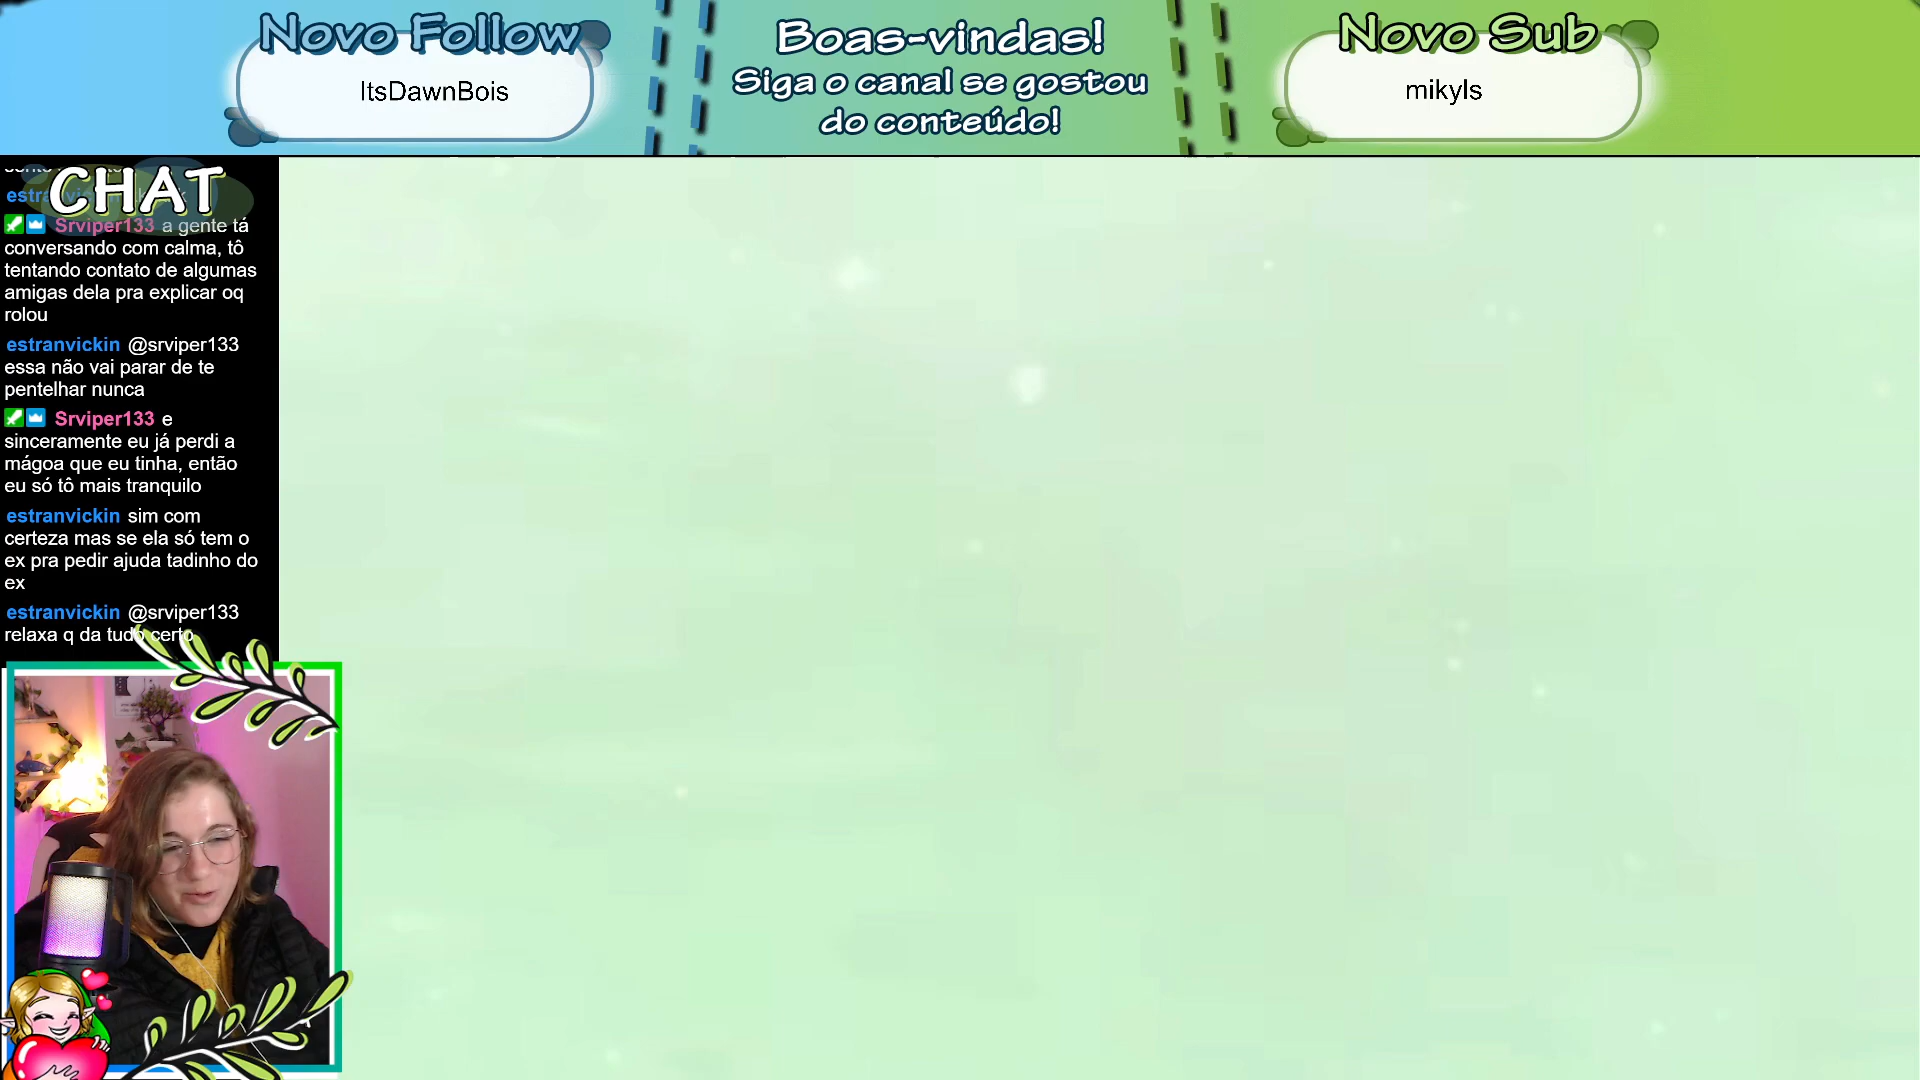 Novo Follow
ItsDawnBois
Boas-vindas!
Siga o canal se gostou
do conteúdo!
Novo Sub
mikyls
CHAT
Srviper133 a gente tá
conversando com calma, tô
tentando contato de algumas
amigas dela pra explicar oq
rolou
estranvickin @srviper133
essa não vai parar de te
pentelhar nunca
Srviper133 e
sinceramente eu já perdi a
mágoa que eu tinha, então
eu só tô mais tranquilo
estranvickin sim com
certeza mas se ela só tem o
ex pra pedir ajuda tadinho do
ex
estranvickin @srviper133
relaxa q da tudo certo